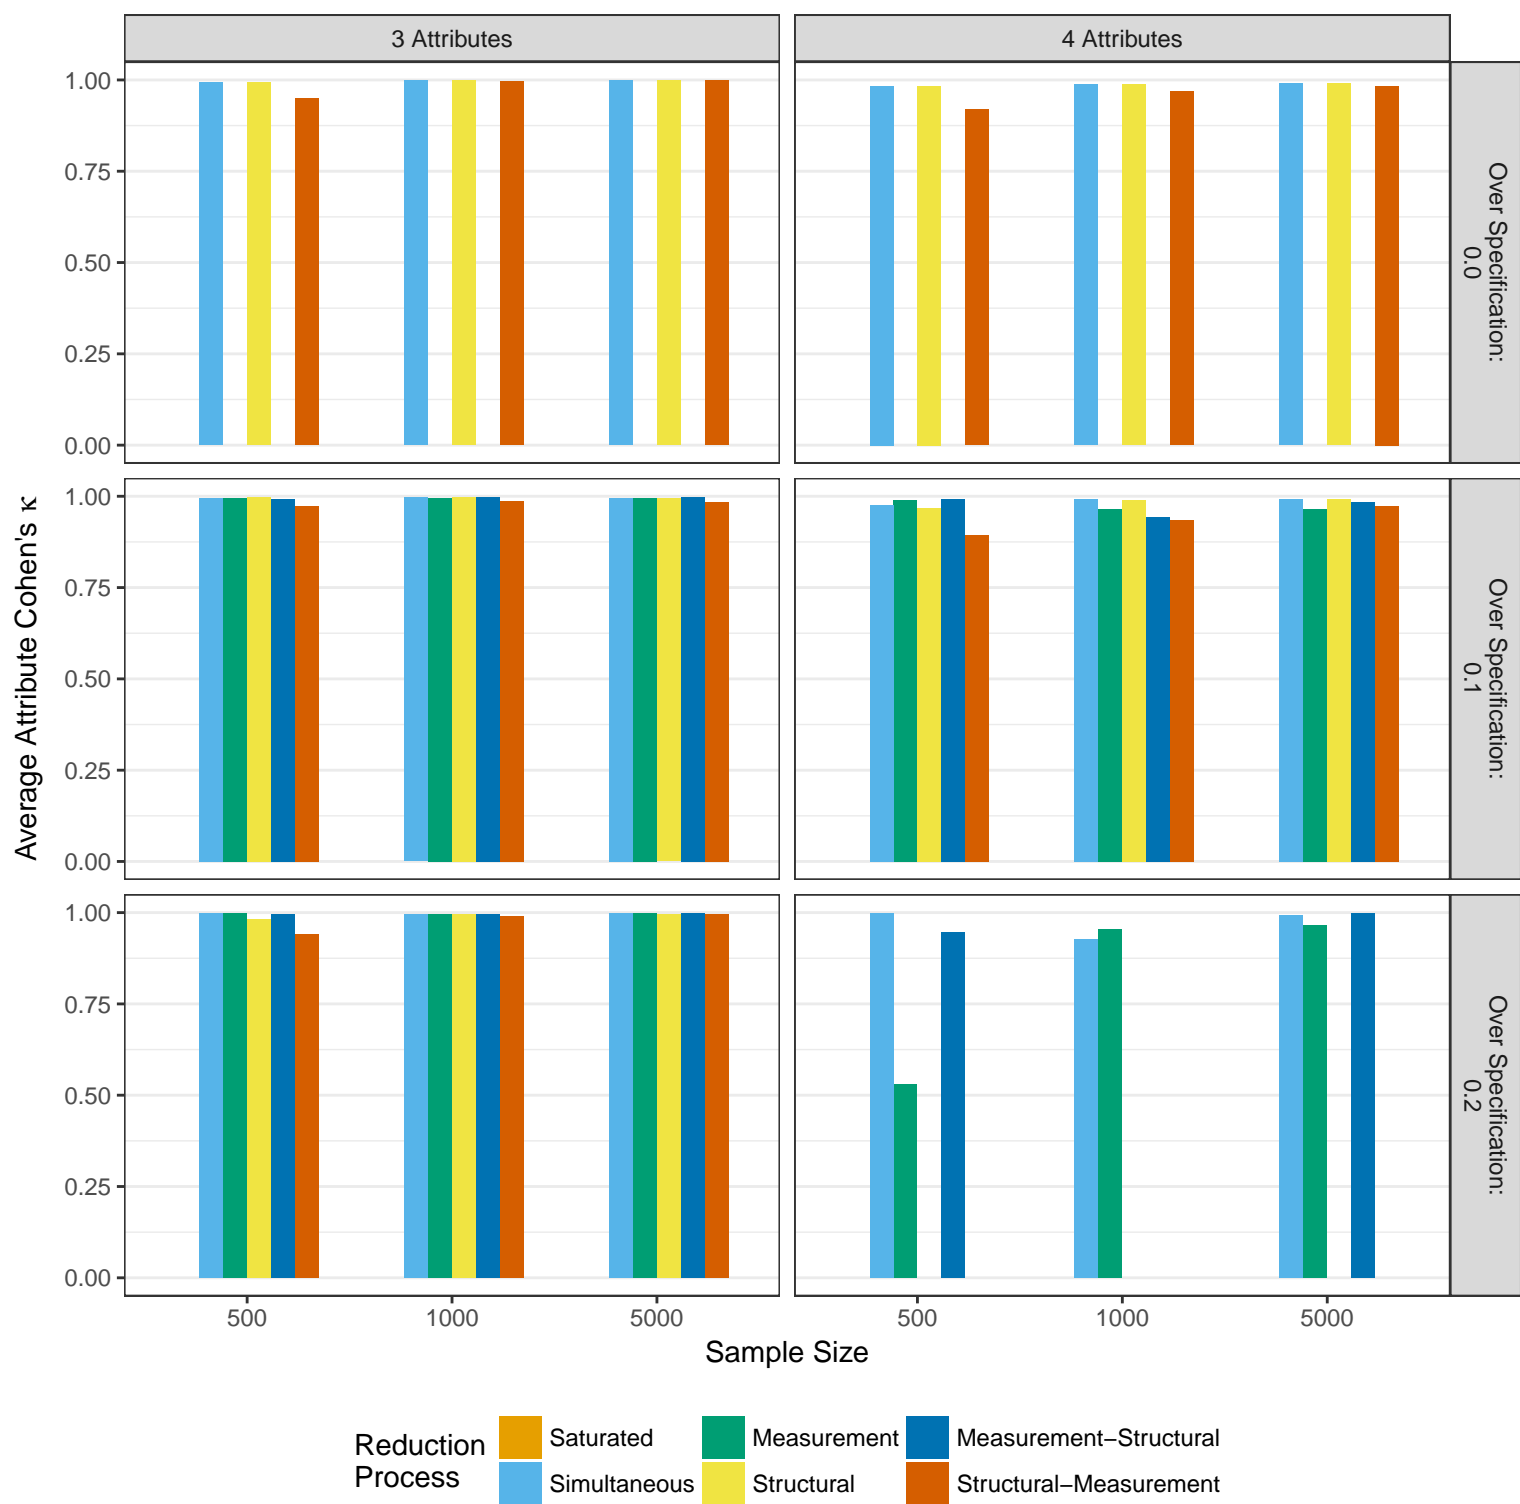 3 Attributes
4 Attributes
1.00
0.75
0.50
0.25
0.00
Over Specification:
0.0
1.00
0.75
0.50
0.25
0.00
Over Specification:
0.1
1.00
0.75
0.50
0.25
0.00
Over Specification:
0.2
Average Attribute Cohen's κ
500
1000
5000
500
1000
5000
Sample Size
Reduction
Process
Saturated
Simultaneous
Measurement
Structural
Measurement−Structural
Structural−Measurement